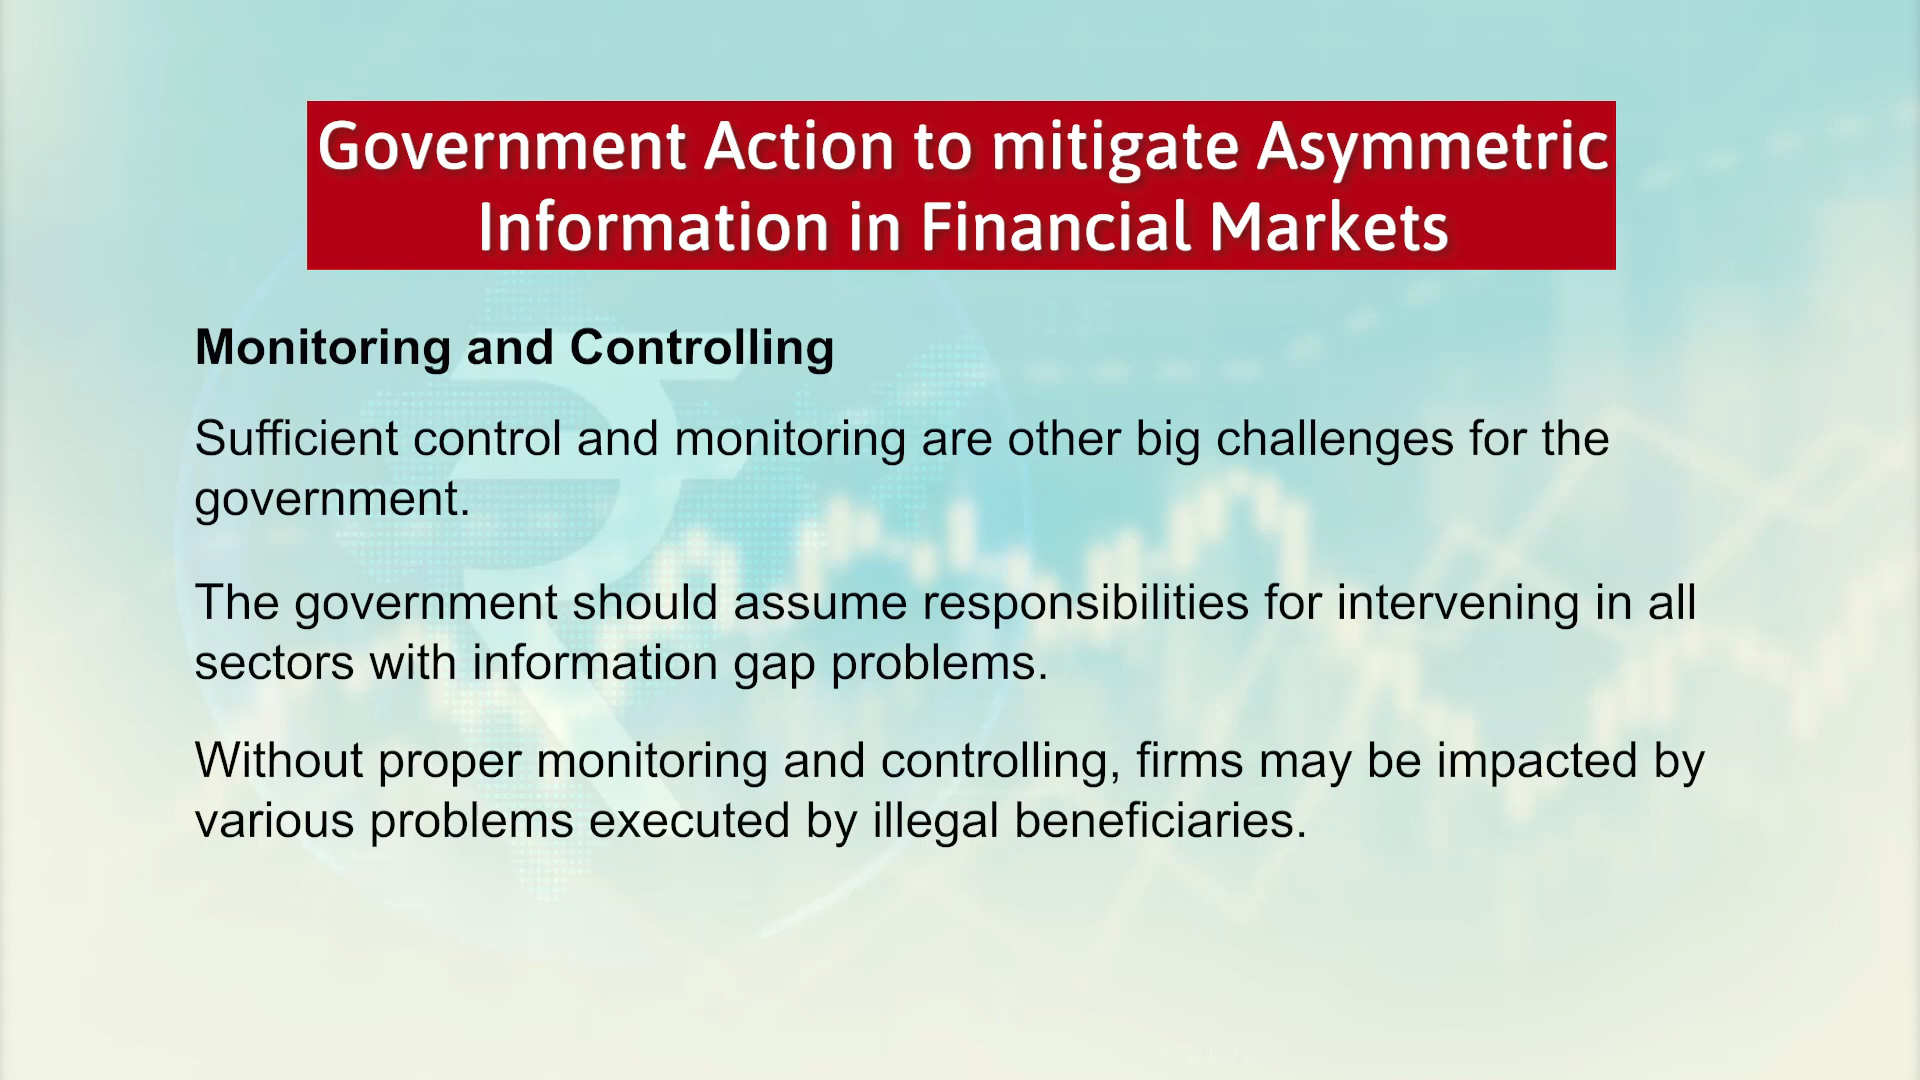 Government Action to mitigate Asymmetric
Information in Financial Markets
Monitoring and Controlling
Sufficient control and monitoring are other big challenges for the
government.
The government should assume responsibilities for intervening in all
sectors with information gap problems.
Without proper monitoring and controlling, firms may be impacted by
various problems executed by illegal beneficiaries.